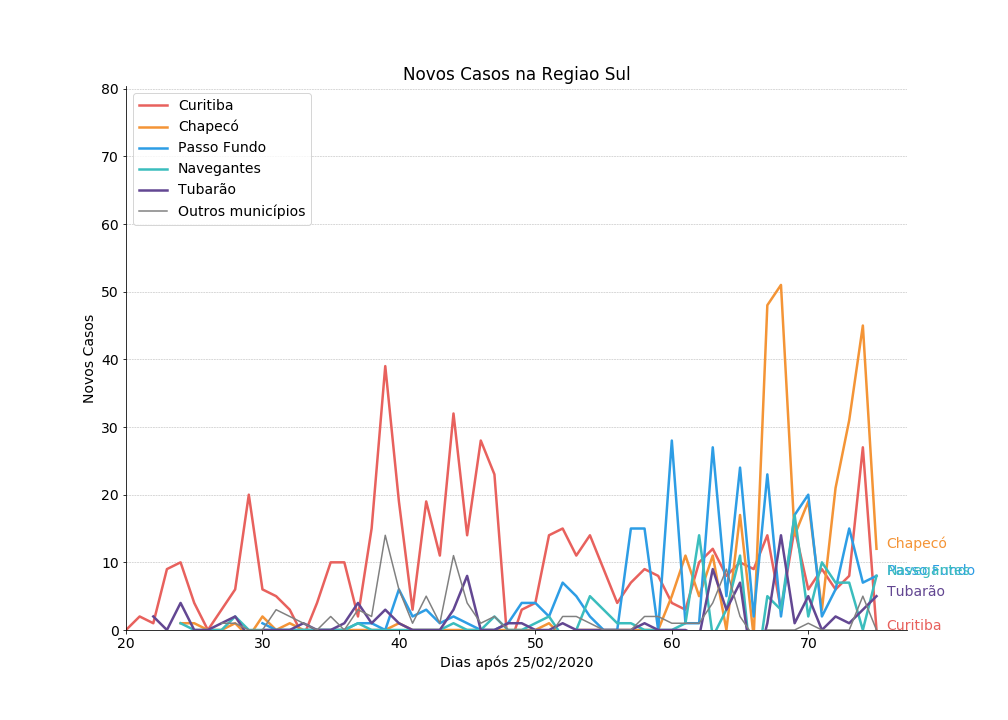 Novos Casos na Regiao Sul
Curitiba
Chapecó
Passo Fundo
Navegantes
Tubarão
Outros municípios
Novos Casos
80
70
60
50
40
30
20
10
0
20 30 40 50 60 70
Dias após 25/02/2020
Chapecó
Passo Fundo
Navegantes
Tubarão
Curitiba